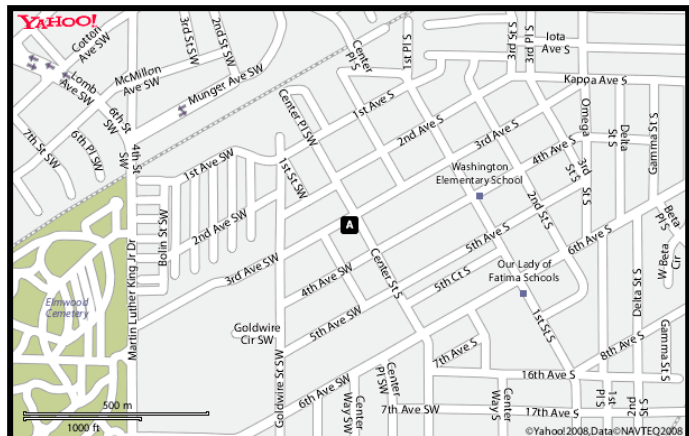 YAHOO!
Cotton
Ave SW
3rd St SW
2nd St SW
Center
Pl S
1st Pl S
3rd St S
3rd Pl S
Iota
Ave S
Lomb
Ave SW
McMillon
Ave SW
Munger Ave SW
Kappa Ave S
6th St
SW
7th St SW
6th Pl SW
4th St
SW
Center Pl SW
1st Ave S
2nd Ave S
3rd Ave S
4th Ave S
Omega
St S
Delta
St S
Gamma St S
1st Ave SW
1st St SW
Washington
Elementary School
3rd
St S
2nd St S
Bolin St SW
2nd Ave SW
A
3rd Ave SW
Center St S
5th Ave S
6th Ave S
Beta
Pl S
W Beta
Cir
4th Ave SW
5th Ct S
Our Lady of
Fatima Schools
Elmwood
Cemetery
Martin Luther King Jr Dr
Goldwire
Cir SW
5th Ave SW
1st St S
Delta St S
7th Ave S
8th Ave S
Gamma St S
Goldwire St SW
6th Ave SW
Center
Way SW
Center
Pl SW
16th Ave S
Center
Way S
1st
Pl S
2nd
St S
7th Ave SW
17th Ave S
500 m
1000 ft
©Yahoo! 2008, Data ©NAVTEQ 2008